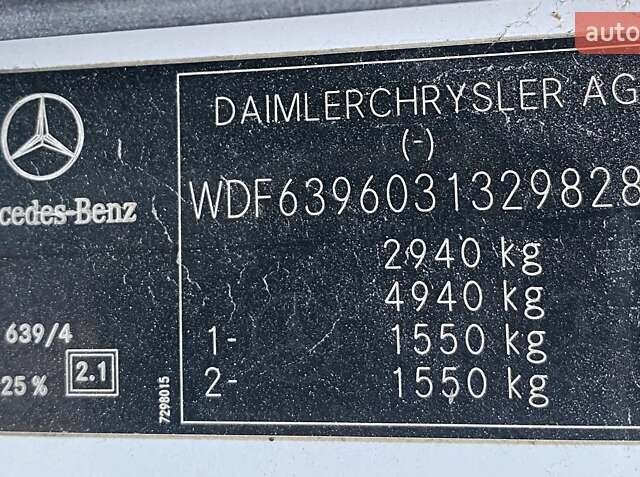 auto
DAIMLERCHRYSLER AG
(-)
WDF6396031329828
cedes-Benz
2940 kg
4940 kg
639/4
1- 1550 kg
25 % 2.1
2- 1550 kg
7298015